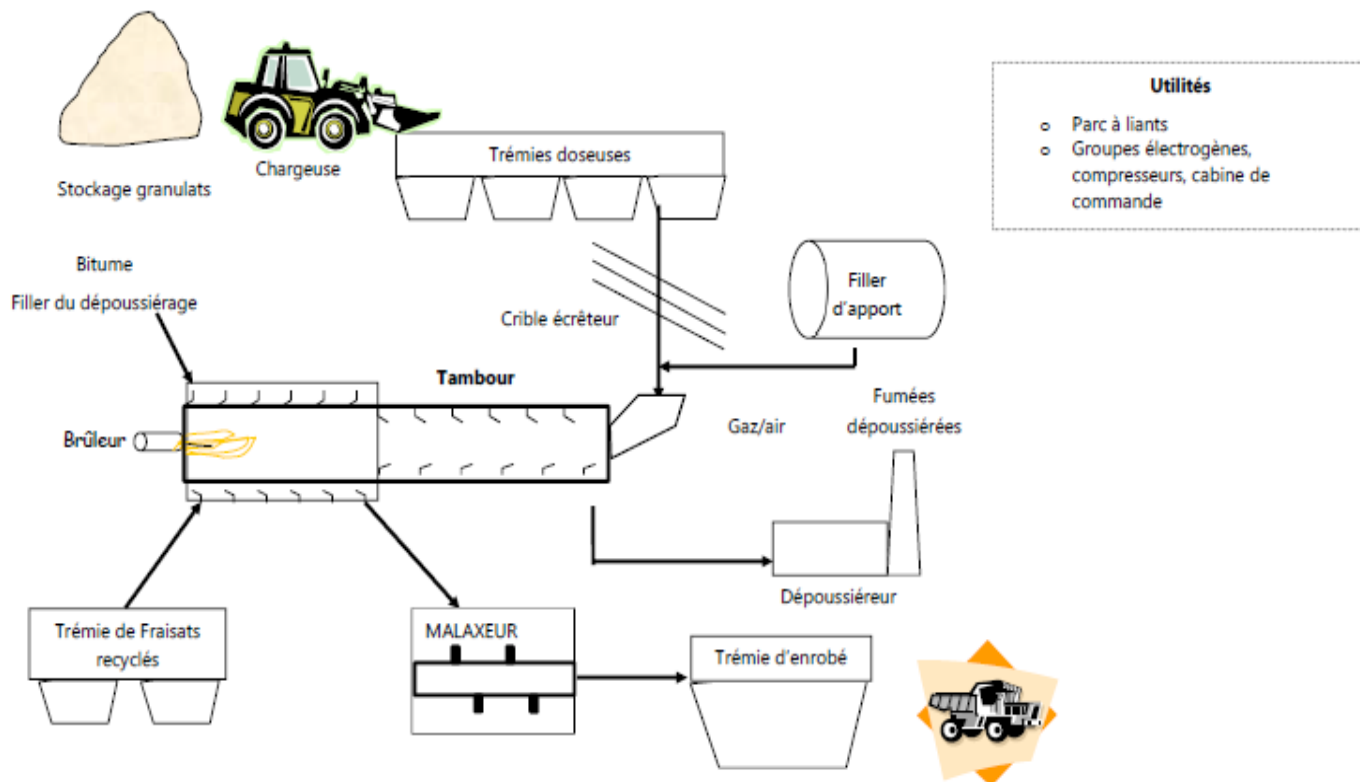 Utilités
o Parc à liants
o Groupes électrogènes,
compresseurs, cabine de
commande
Trémies doseuses
Chargeuse
Stockage granulats
Bitume
Filler du dépoussiérage
Crible écrêteur
Filler
d'apport
Tambour
Brûleur
Gaz/air
Fumées
dépoussiérées
Dépoussiéreur
Trémie de Fraisats
recyclés
MALAXEUR
Trémie d'enrobé